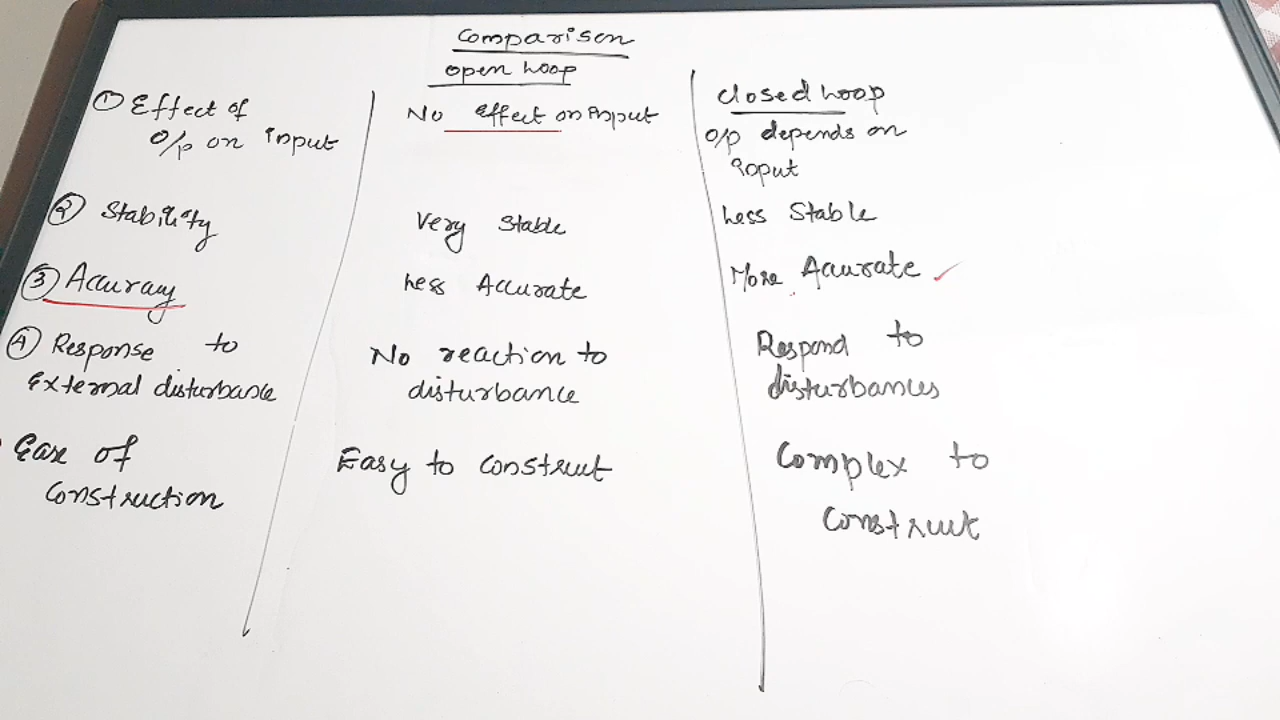 Comparison
open Loop
closed Loop
① Effect of
O/p on Input
No effect on Input
O/p depends on
Input
② Stability
Very Stable
Less Stable
③ Accuracy
Less Accurate
More Accurate ✓
④ Response to
External disturbance
No reaction to
disturbance
Respond to
disturbances
Ease of
Construction
Easy to Construct
Complex to
Construct